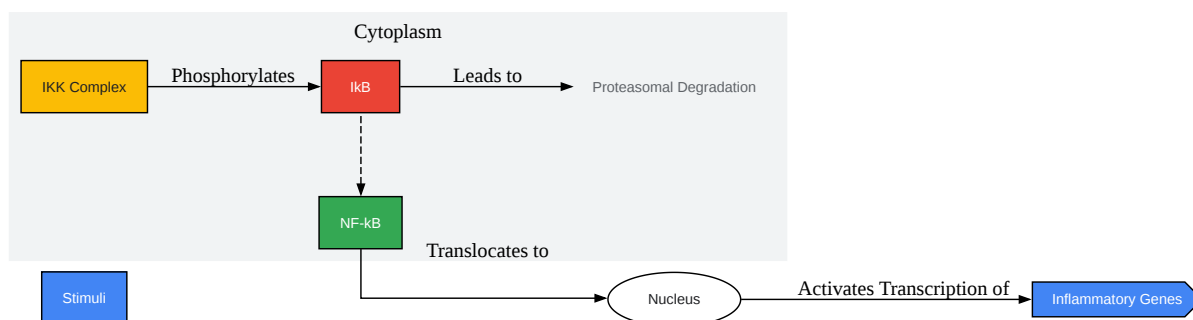 Cytoplasm
IKK Complex
Phosphorylates
IkB
Leads to
Proteasomal Degradation
NF-kB
Translocates to
Stimuli
Nucleus
Activates Transcription of
Inflammatory Genes